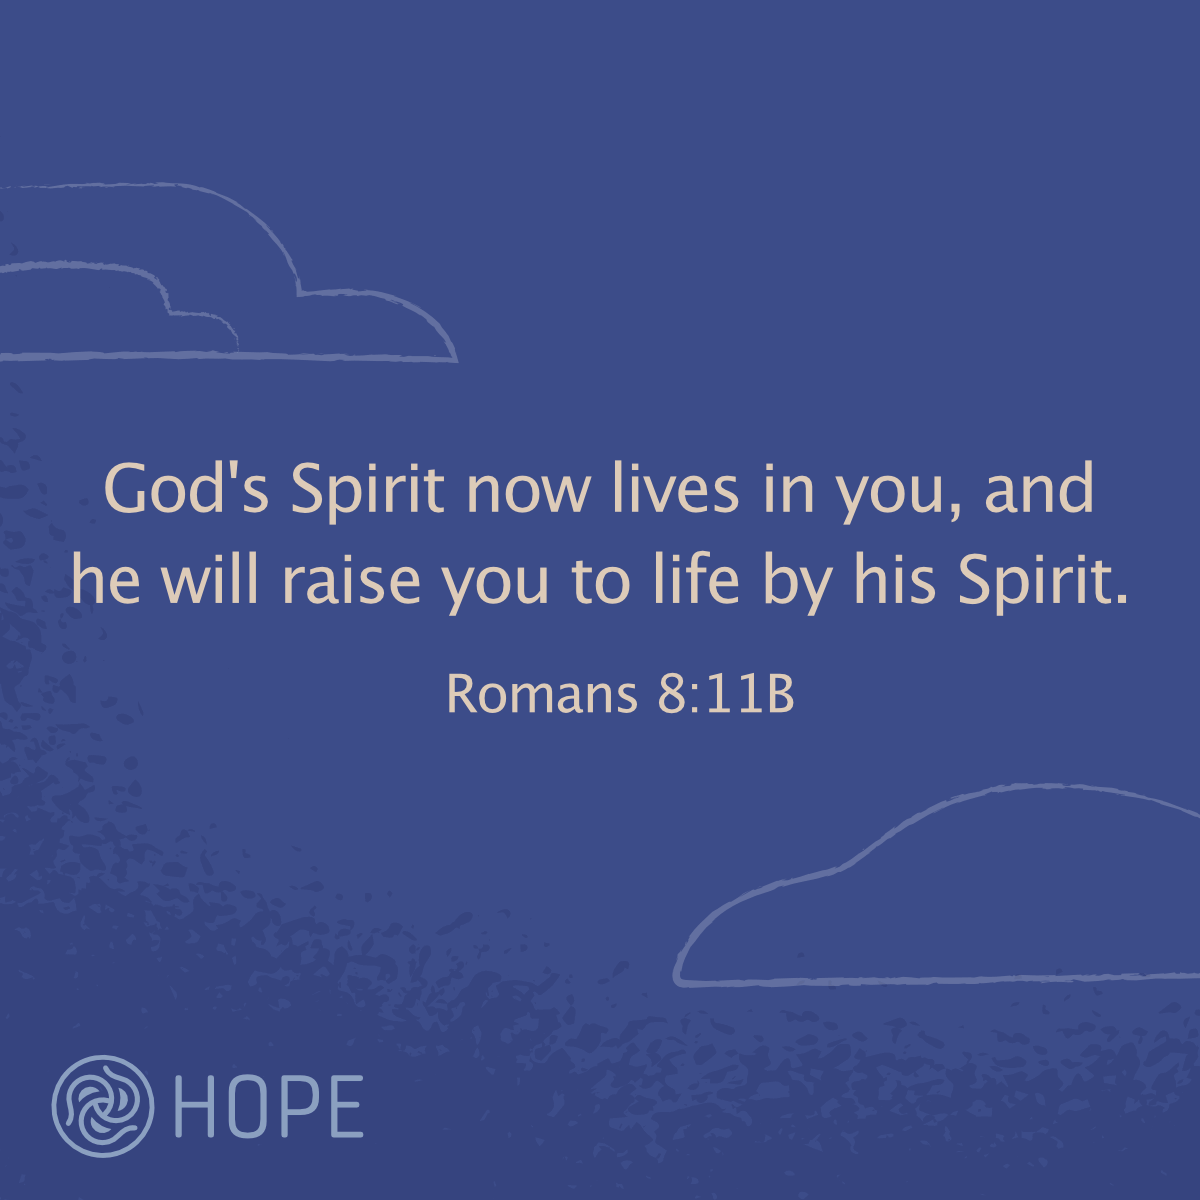 God's Spirit now lives in you, and
he will raise you to life by his Spirit.
Romans 8:11B
HOPE